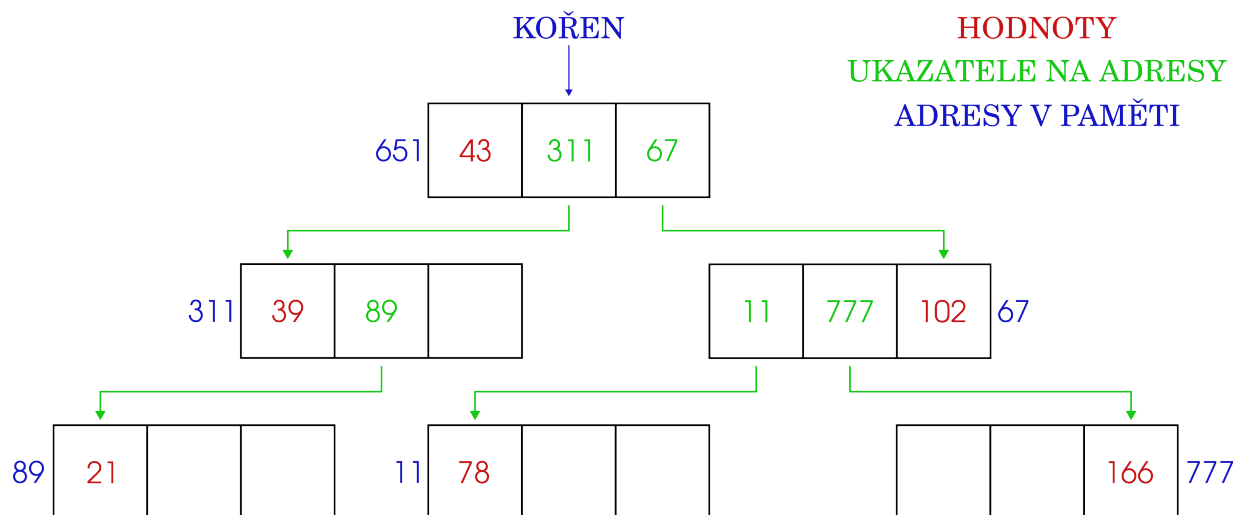 KOŘEN
HODNOTY
UKAZATELE NA ADRESY
ADRESY V PAMĚTI
651 43 311 67
311 39 89
11 777 102 67
89 21
11 78
166 777